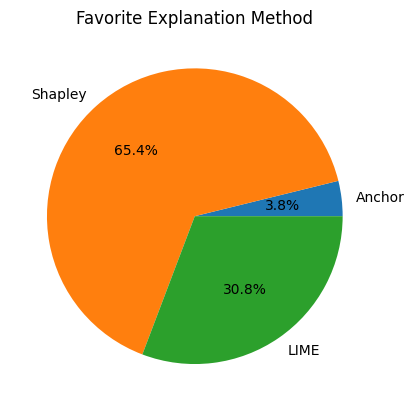 Favorite Explanation Method
Shapley
65.4%
Anchor
3.8%
30.8%
LIME